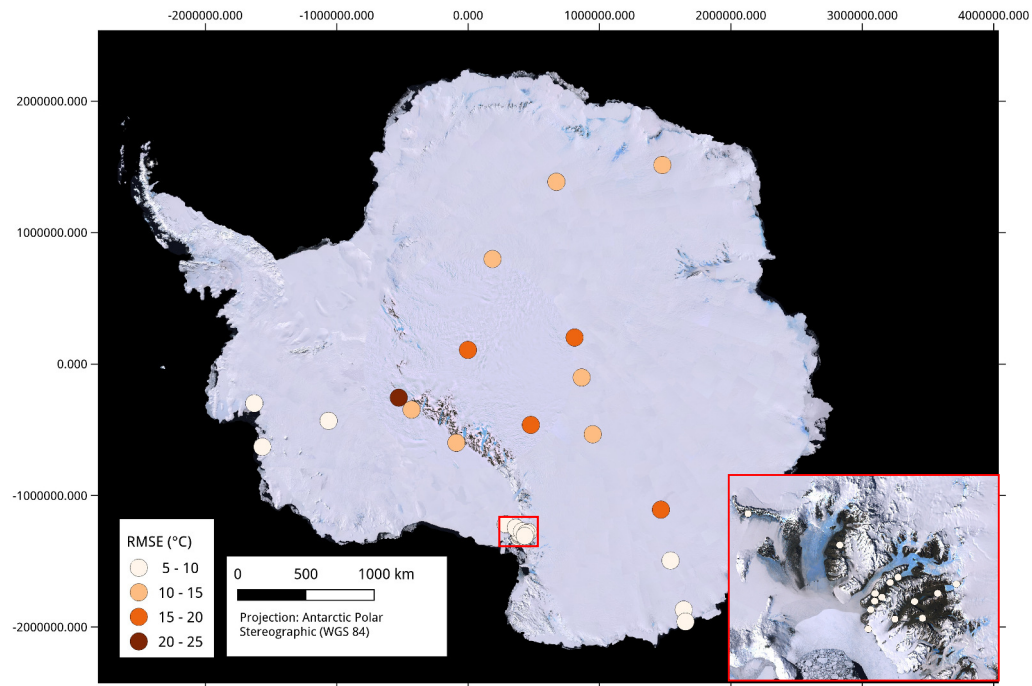 -2000000.000 -1000000.000 0.000 1000000.000 2000000.000 3000000.000 4000000.000
2000000.000
1000000.000
0.000
-1000000.000
-2000000.000
RMSE (°C)
5 - 10
10 - 15
15 - 20
20 - 25
0 500 1000 km
Projection: Antarctic Polar
Stereographic (WGS 84)